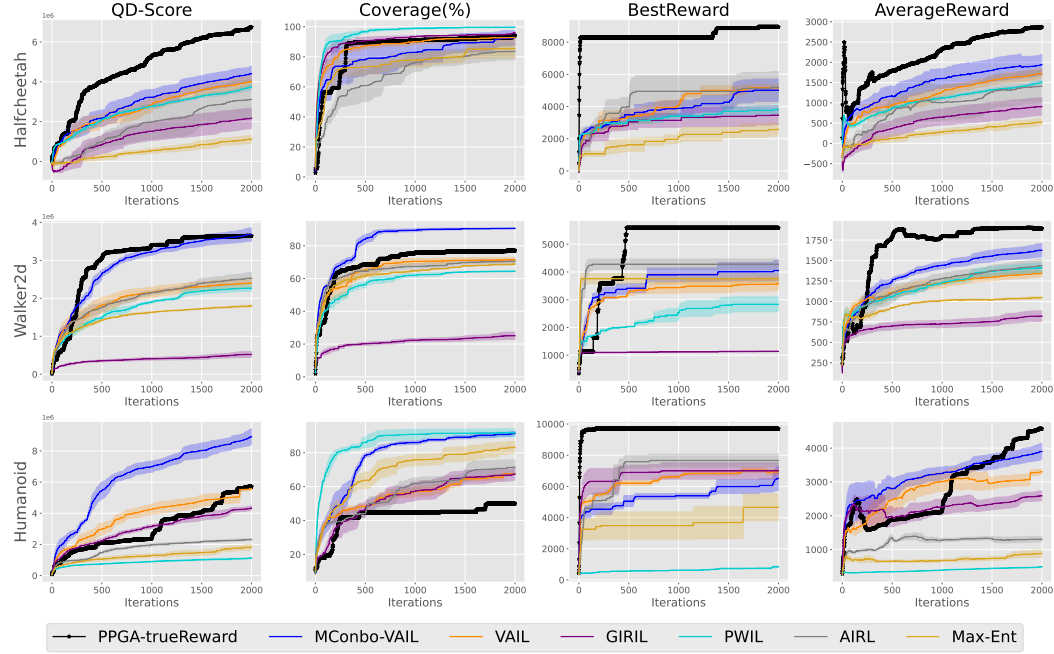 QD-Score Coverage(%) BestReward AverageReward
Halfcheetah
1e6
6
4
2
0
0 500 1000 1500 2000
Iterations
100
80
60
40
20
0
0 500 1000 1500 2000
Iterations
8000
6000
4000
2000
0
0 500 1000 1500 2000
Iterations
3000
2500
2000
1500
1000
500
0
−500
0 500 1000 1500 2000
Iterations
Walker2d
1e6
4
3
2
1
0
0 500 1000 1500 2000
Iterations
80
60
40
20
0
0 500 1000 1500 2000
Iterations
5000
4000
3000
2000
1000
0 500 1000 1500 2000
Iterations
1750
1500
1250
1000
750
500
250
0 500 1000 1500 2000
Iterations
Humanoid
1e6
8
6
4
2
0
0 500 1000 1500 2000
Iterations
80
60
40
20
0 500 1000 1500 2000
Iterations
10000
8000
6000
4000
2000
0
0 500 1000 1500 2000
Iterations
4000
3000
2000
1000
0 500 1000 1500 2000
Iterations
PPGA-trueReward MConbo-VAIL VAIL GIRIL PWIL AIRL Max-Ent